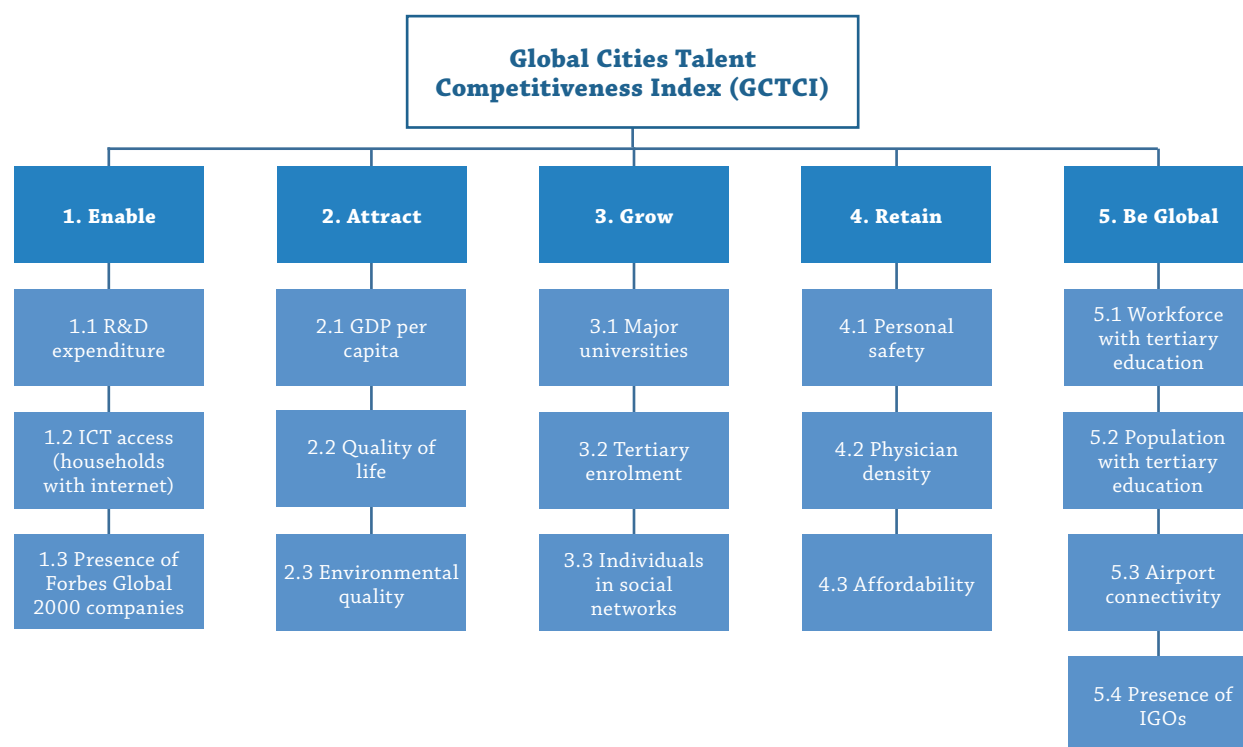 Global Cities Talent
Competitiveness Index (GCTCI)
1. Enable
2. Attract
3. Grow
4. Retain
5. Be Global
1.1 R&D
expenditure
2.1 GDP per
capita
3.1 Major
universities
4.1 Personal
safety
5.1 Workforce
with tertiary
education
1.2 ICT access
(households
with internet)
2.2 Quality of
life
3.2 Tertiary
enrolment
4.2 Physician
density
5.2 Population
with tertiary
education
1.3 Presence of
Forbes Global
2000 companies
2.3 Environmental
quality
3.3 Individuals
in social
networks
4.3 Affordability
5.3 Airport
connectivity
5.4 Presence of
IGOs